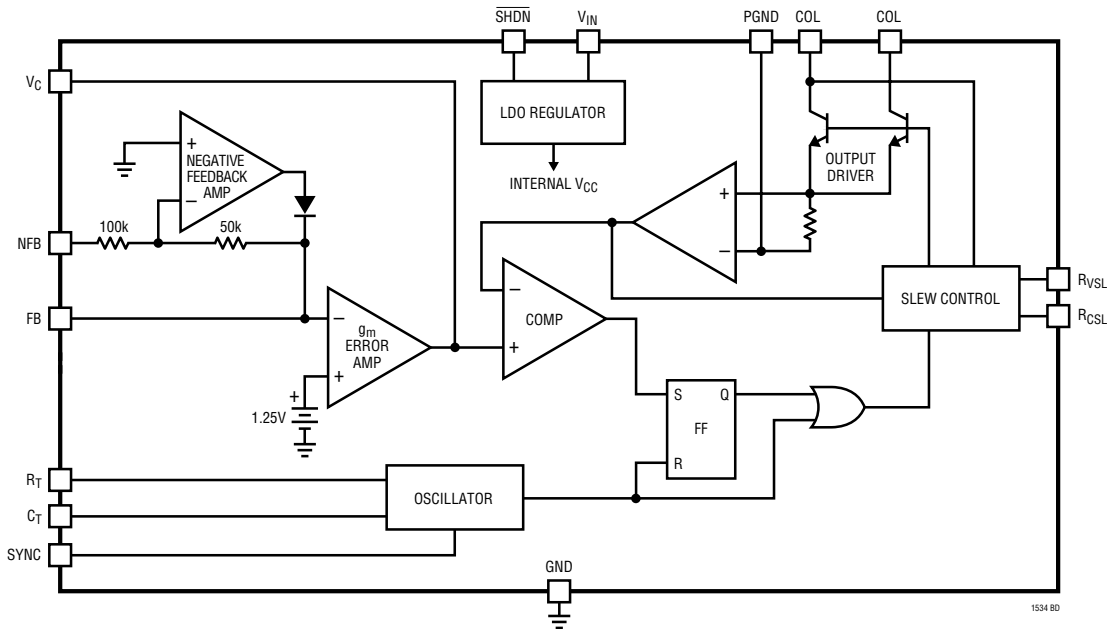 SHDN
VIN
PGND
COL
COL
VC
LDO REGULATOR
+
NEGATIVE
FEEDBACK
AMP
−
OUTPUT
DRIVER
INTERNAL VCC
+
−
100k
50k
NFB
RVSL
SLEW CONTROL
RCSL
FB
−
gm
ERROR
AMP
+
−
COMP
+
+
1.25V
S
Q
FF
R
RT
OSCILLATOR
CT
SYNC
GND
1534 BD